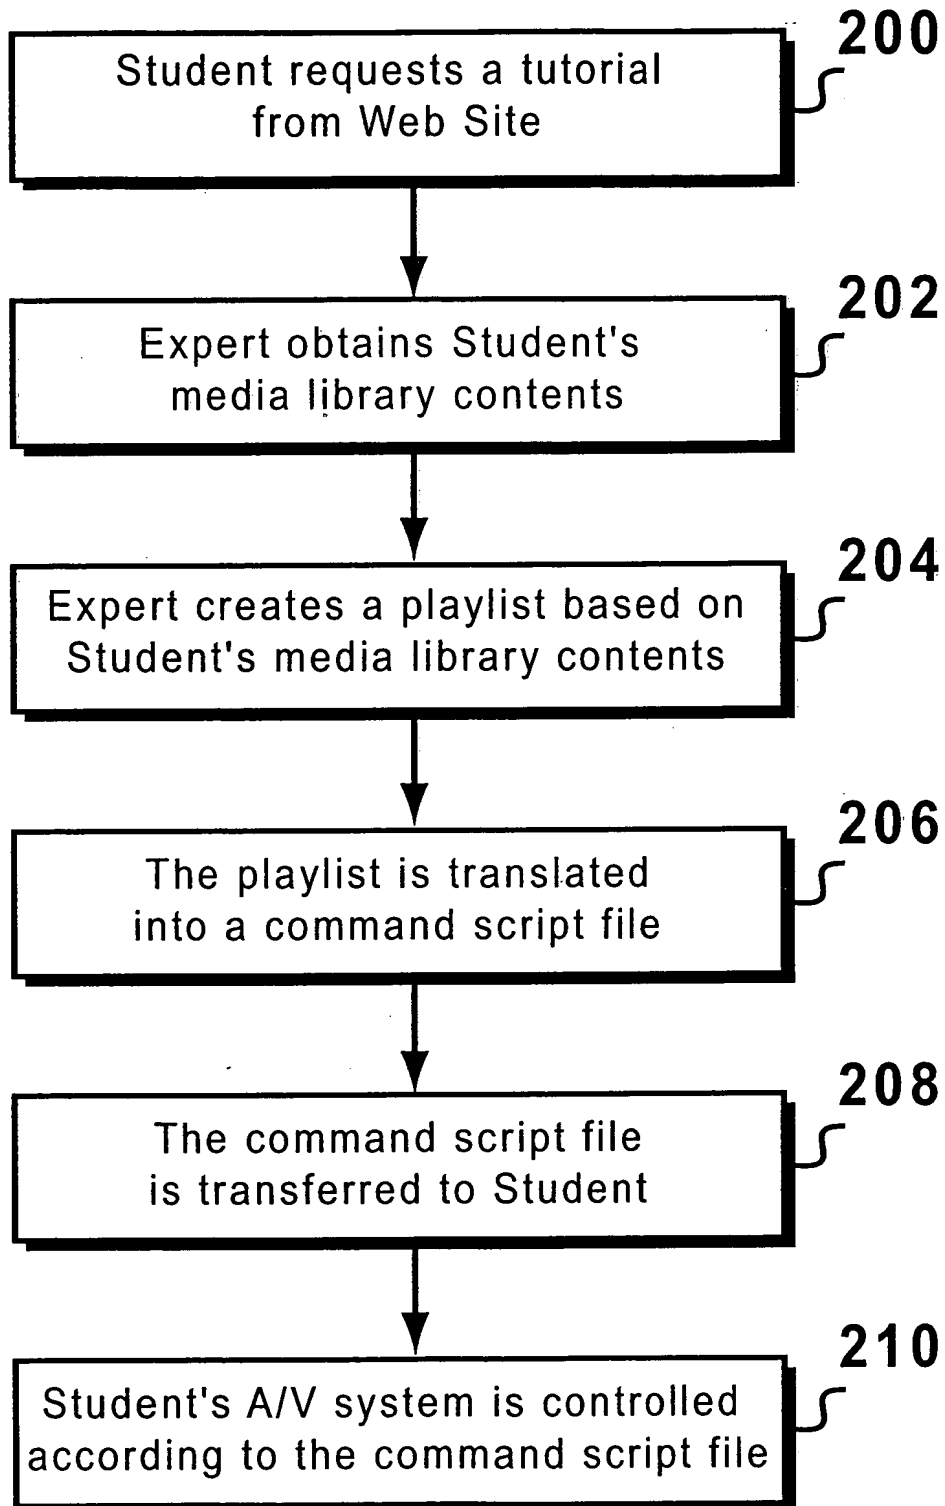 200
Student requests a tutorial
from Web Site
202
Expert obtains Student's
media library contents
204
Expert creates a playlist based on
Student's media library contents
206
The playlist is translated
into a command script file
208
The command script file
is transferred to Student
210
Student's A/V system is controlled
according to the command script file